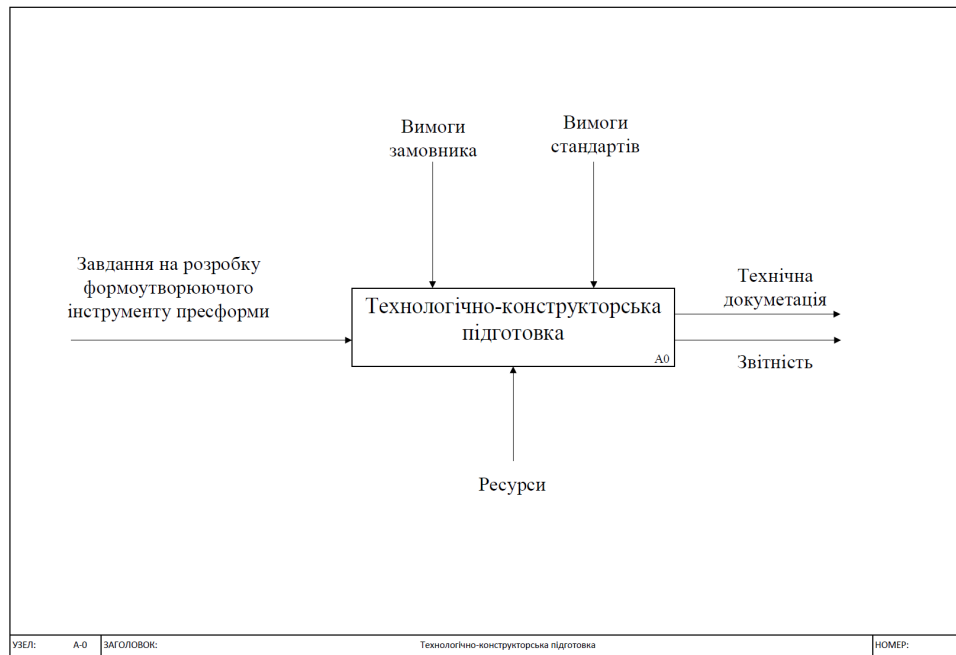 Вимоги
замовника
Вимоги
стандартів
Завдання на розробку
формоутворюючого
інструменту пресформи
Технологічно-конструкторська
підготовка
A0
Технічна
докуметація
Звітність
Ресурси
УЗЕЛ: A-0 ЗАГОЛОВОК: Технологічно-конструкторська підготовка НОМЕР: